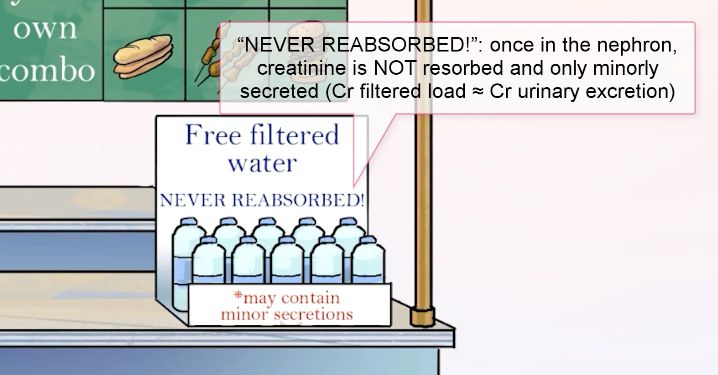 own
combo
“NEVER REABSORBED!”: once in the nephron,
creatinine is NOT resorbed and only minorly
secreted (Cr filtered load ≈ Cr urinary excretion)
Free filtered
water
NEVER REABSORBED!
*may contain
minor secretions